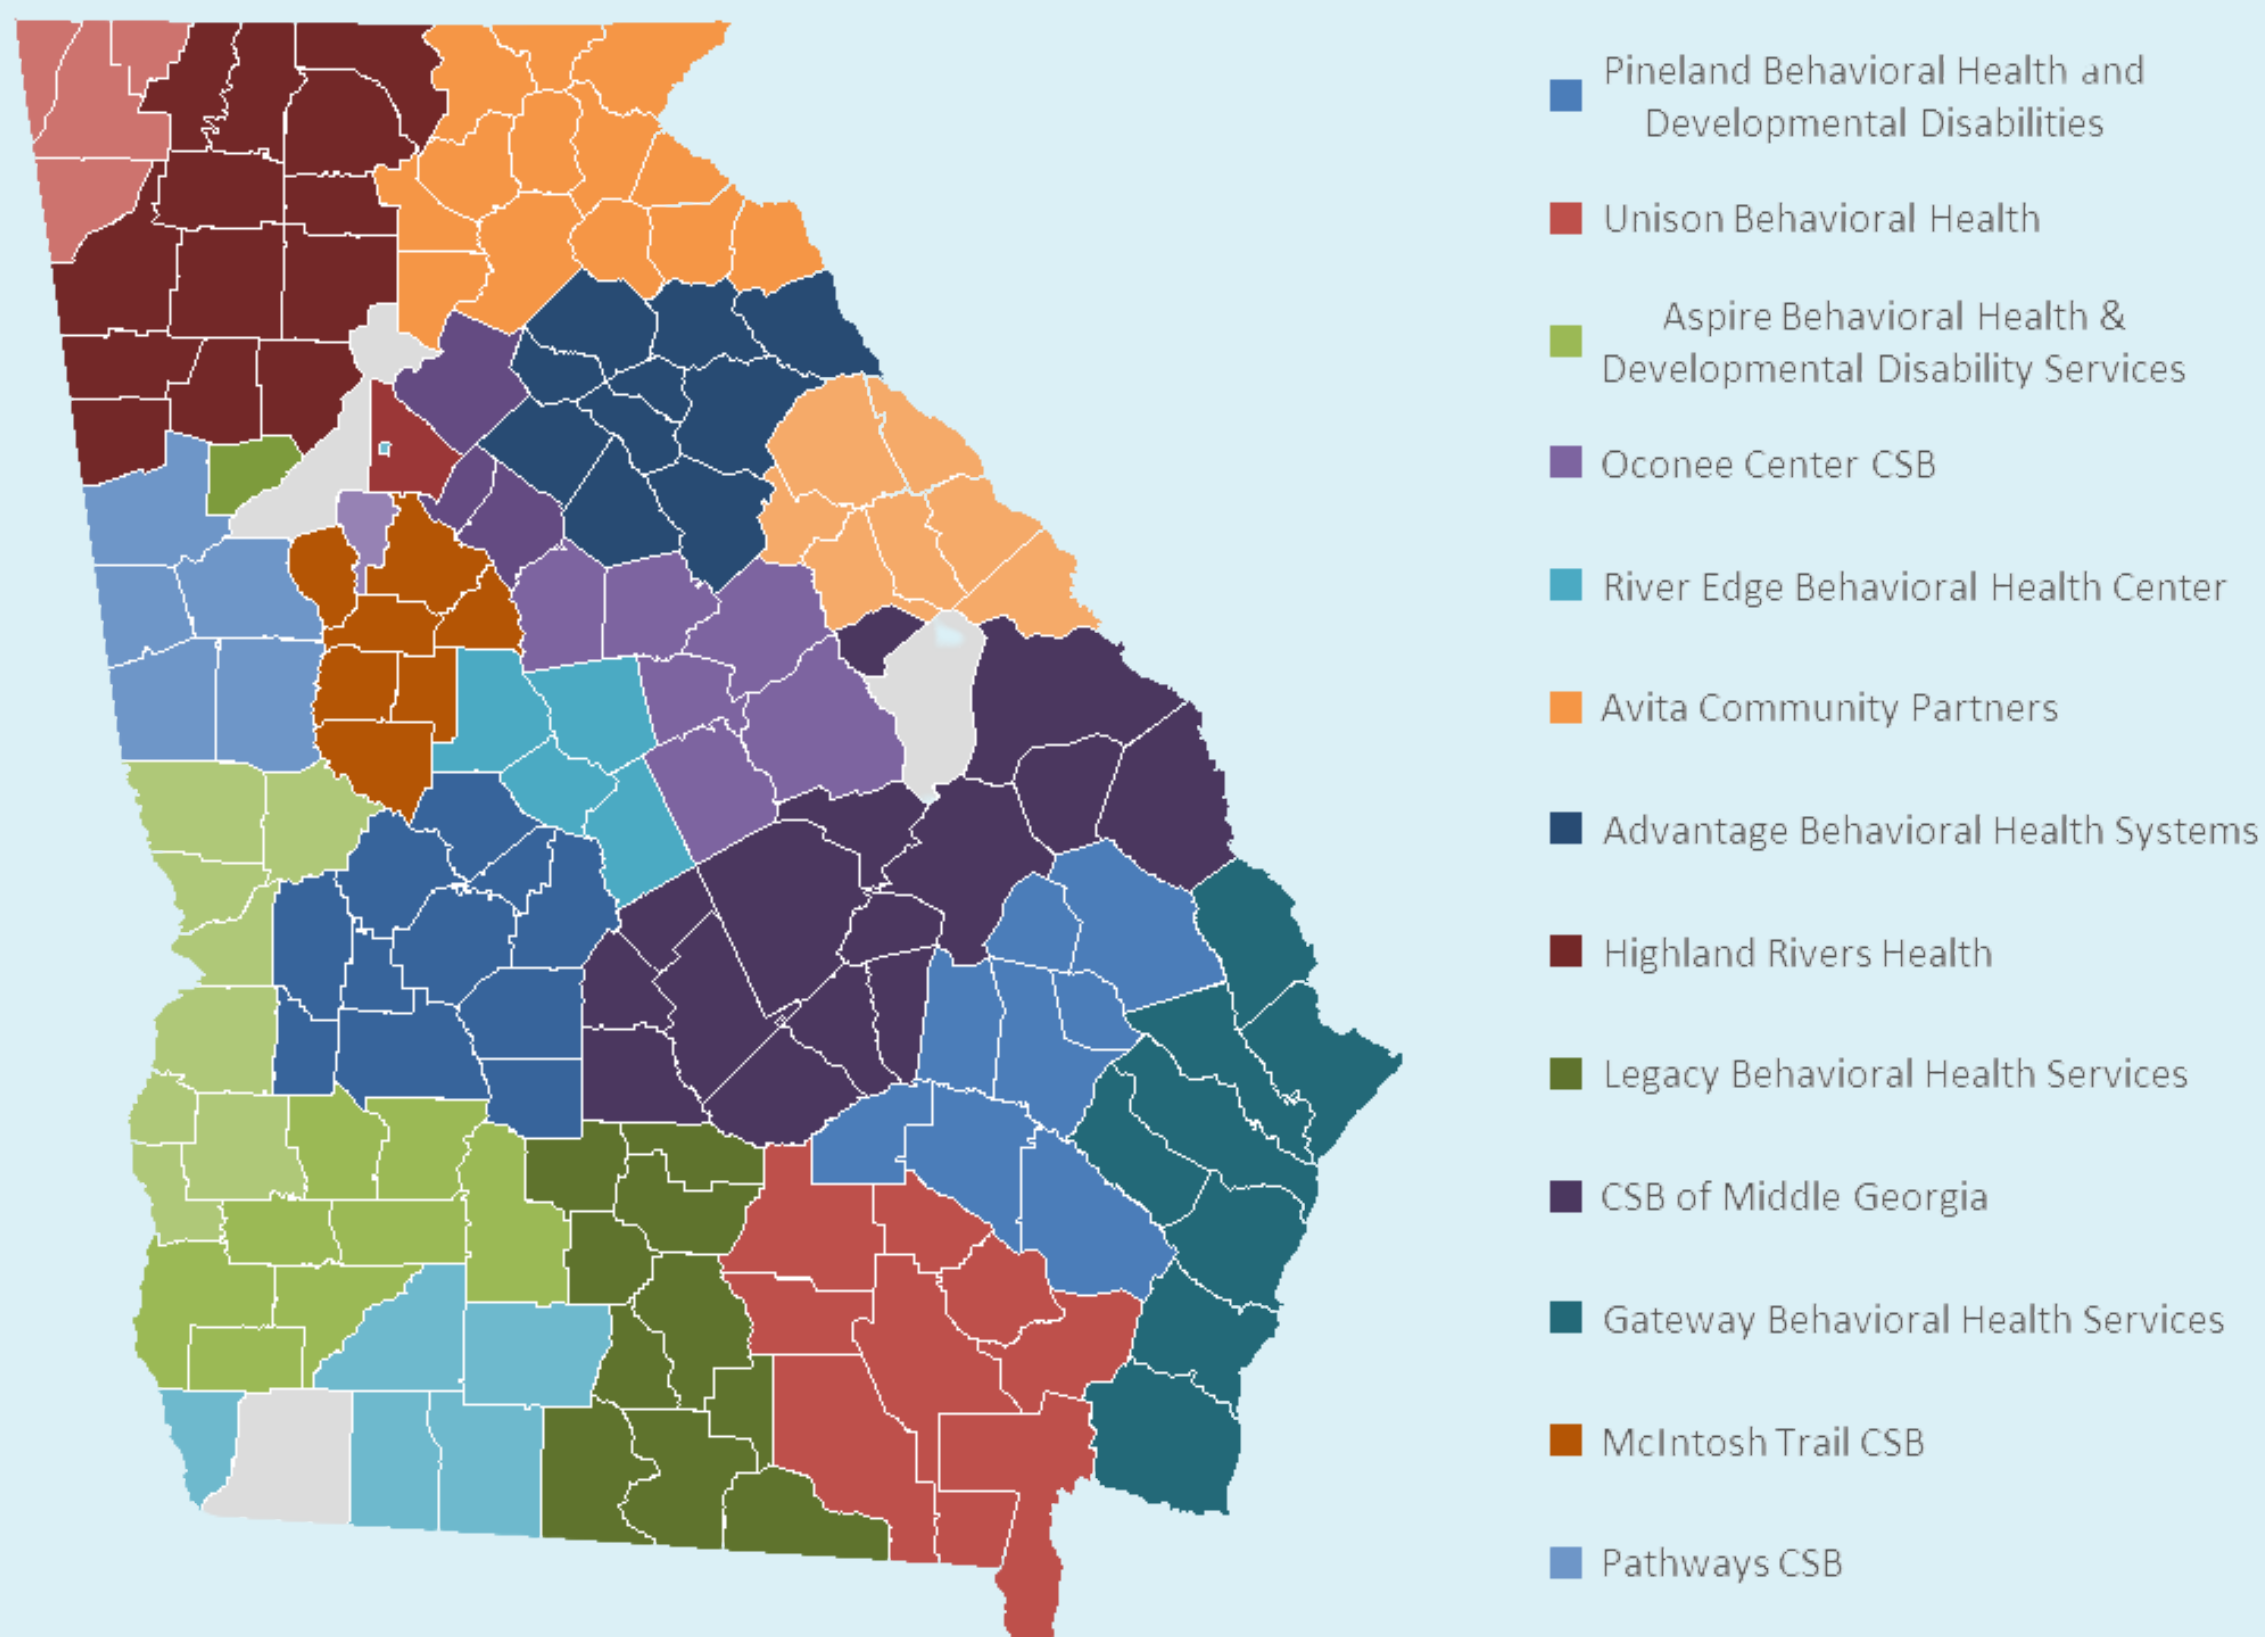 Pineland Behavioral Health and
Developmental Disabilities
Unison Behavioral Health
Aspire Behavioral Health &
Developmental Disability Services
Oconee Center CSB
River Edge Behavioral Health Center
Avita Community Partners
Advantage Behavioral Health Systems
Highland Rivers Health
Legacy Behavioral Health Services
CSB of Middle Georgia
Gateway Behavioral Health Services
McIntosh Trail CSB
Pathways CSB